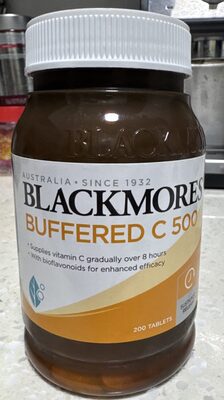 BLACKMORES
AUSTRALIA • SINCE 1932
BLACKMORES
BUFFERED C 500
• Supplies vitamin C gradually over 8 hours
• With bioflavonoids for enhanced efficacy
200 TABLETS